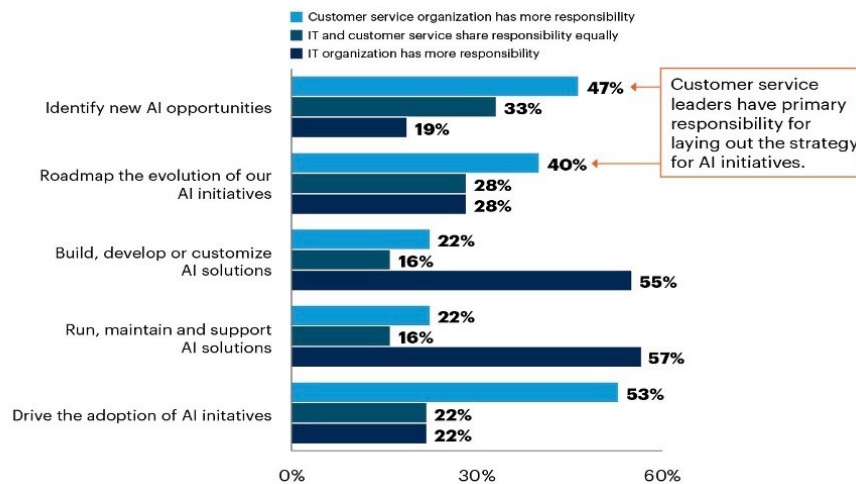 Customer service organization has more responsibility
IT and customer service share responsibility equally
IT organization has more responsibility
Identify new AI opportunities
47%
33%
19%
Customer service
leaders have primary
responsibility for
laying out the strategy
for AI initiatives.
Roadmap the evolution of our
AI initiatives
40%
28%
28%
Build, develop or customize
AI solutions
22%
16%
55%
Run, maintain and support
AI solutions
22%
16%
57%
Drive the adoption of AI initatives
53%
22%
22%
0%
30%
60%